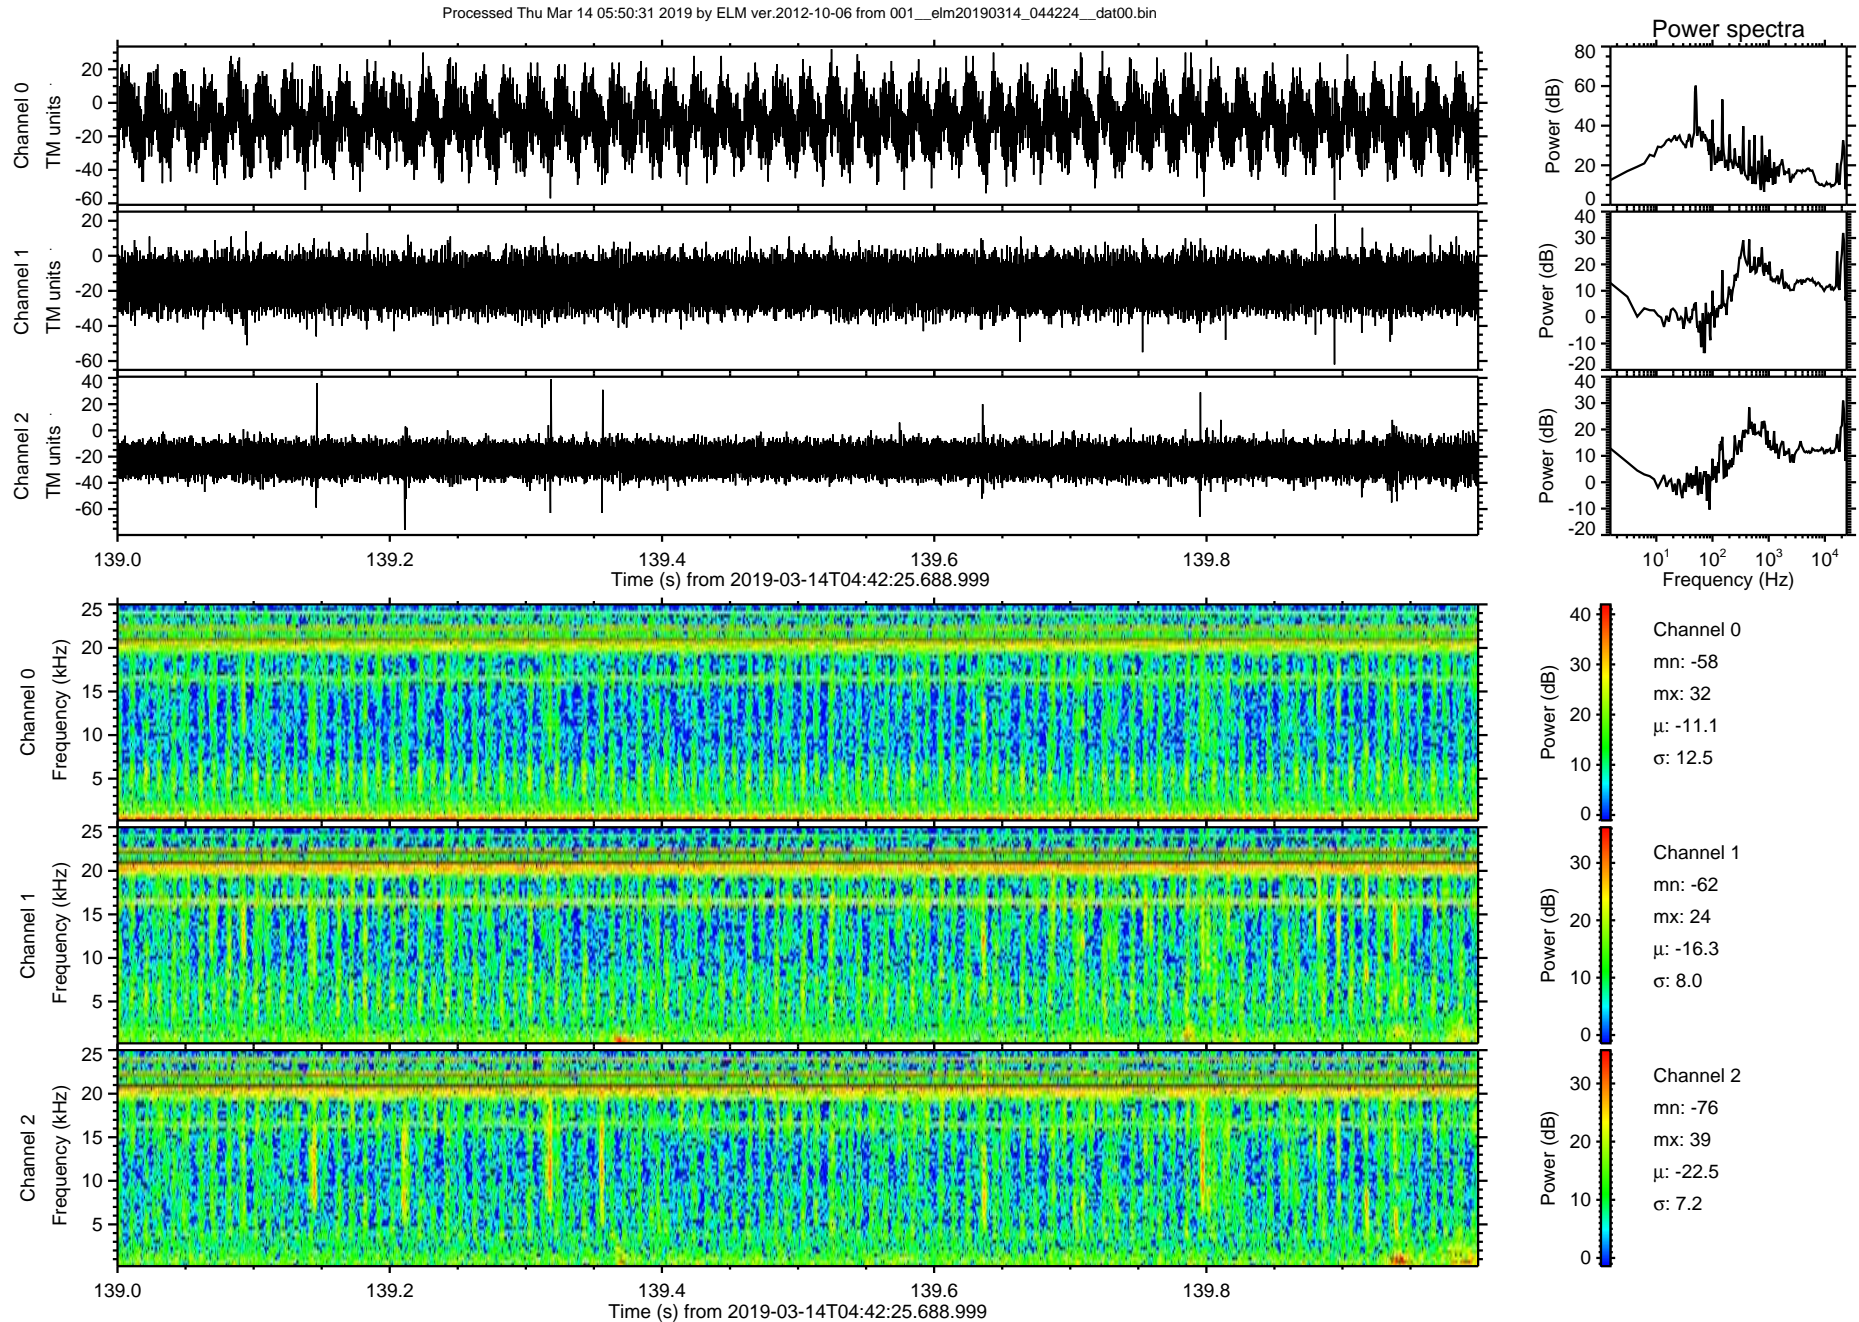 Processed Thu Mar 14 05:50:31 2019 by ELM ver.2012-10-06 from 001__elm20190314_044224__dat00.bin
Power spectra
Channel 0
TM units
20
0
-20
-40
-60
Power (dB)
80
60
40
20
0
Channel 1
TM units
20
0
-20
-40
-60
Power (dB)
40
30
20
10
0
-10
-20
Channel 2
TM units
40
20
0
-20
-40
-60
Power (dB)
40
30
20
10
0
-10
-20
139.0 139.2 139.4 139.6 139.8
Time (s) from 2019-03-14T04:42:25.688.999
10^1 10^2 10^3 10^4
Frequency (Hz)
Channel 0
Frequency (kHz)
25
20
15
10
5
Power (dB)
40
30
20
10
0
Channel 0
mn: -58
mx: 32
μ: -11.1
σ: 12.5
Channel 1
Frequency (kHz)
25
20
15
10
5
Power (dB)
30
20
10
0
Channel 1
mn: -62
mx: 24
μ: -16.3
σ: 8.0
Channel 2
Frequency (kHz)
25
20
15
10
5
Power (dB)
30
20
10
0
Channel 2
mn: -76
mx: 39
μ: -22.5
σ: 7.2
139.0 139.2 139.4 139.6 139.8
Time (s) from 2019-03-14T04:42:25.688.999